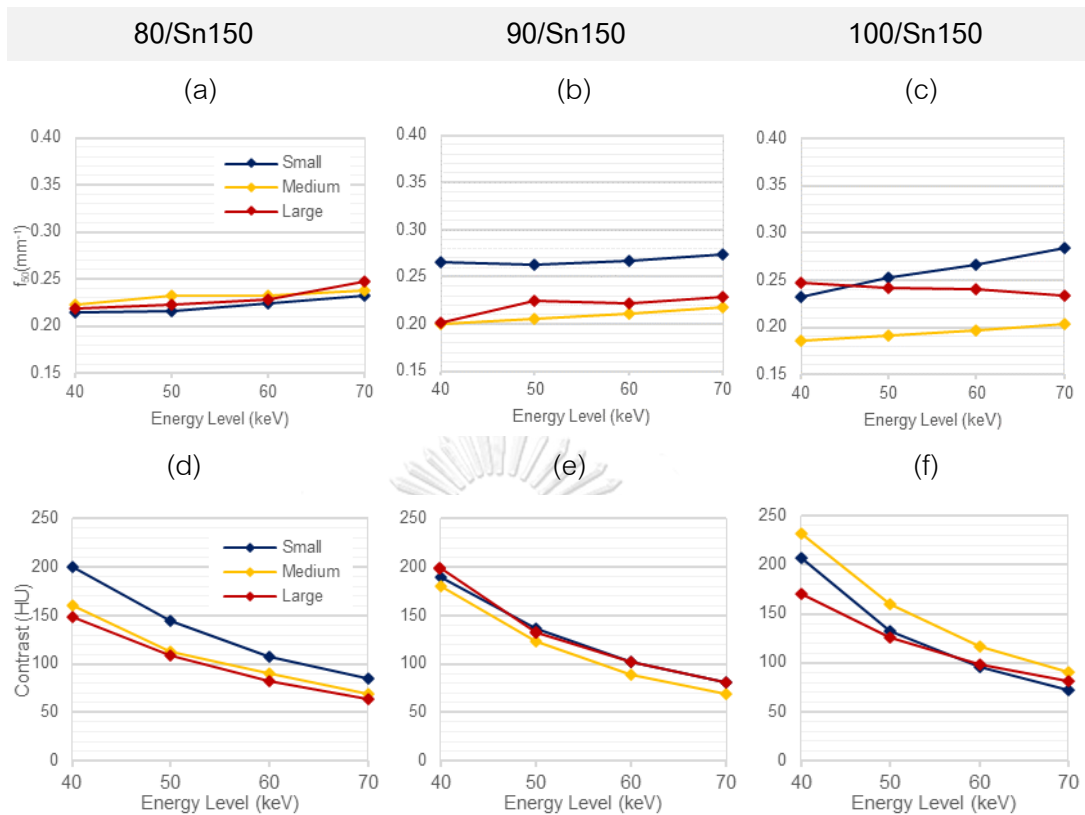 80/Sn150 90/Sn150 100/Sn150
(a) (b) (c)
0.40 0.40 0.40
Small
0.35 0.35 0.35
Medium
Large
0.30 0.30 0.30
f₅₀(mm⁻¹)
0.25 0.25 0.25
0.20 0.20 0.20
0.15 0.15 0.15
40 50 60 70 40 50 60 70 40 50 60 70
Energy Level (keV) Energy Level (keV) Energy Level (keV)
(d) (e) (f)
250 250 250
Small
200 200 200
Medium
Large
150 150 150
Contrast (HU)
100 100 100
50 50 50
0 0 0
40 50 60 70 40 50 60 70 40 50 60 70
Energy Level (keV) Energy Level (keV) Energy Level (keV)